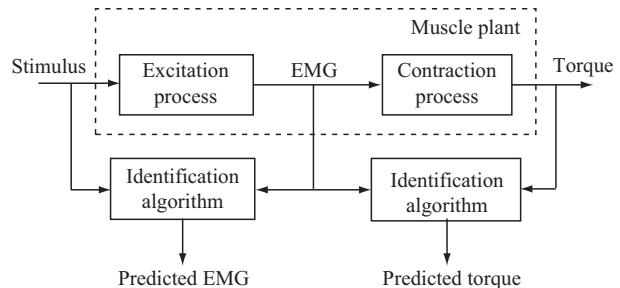 Muscle plant
Stimulus
Excitation
process
EMG
Contraction
process
Torque
Identification
algorithm
Identification
algorithm
Predicted EMG
Predicted torque